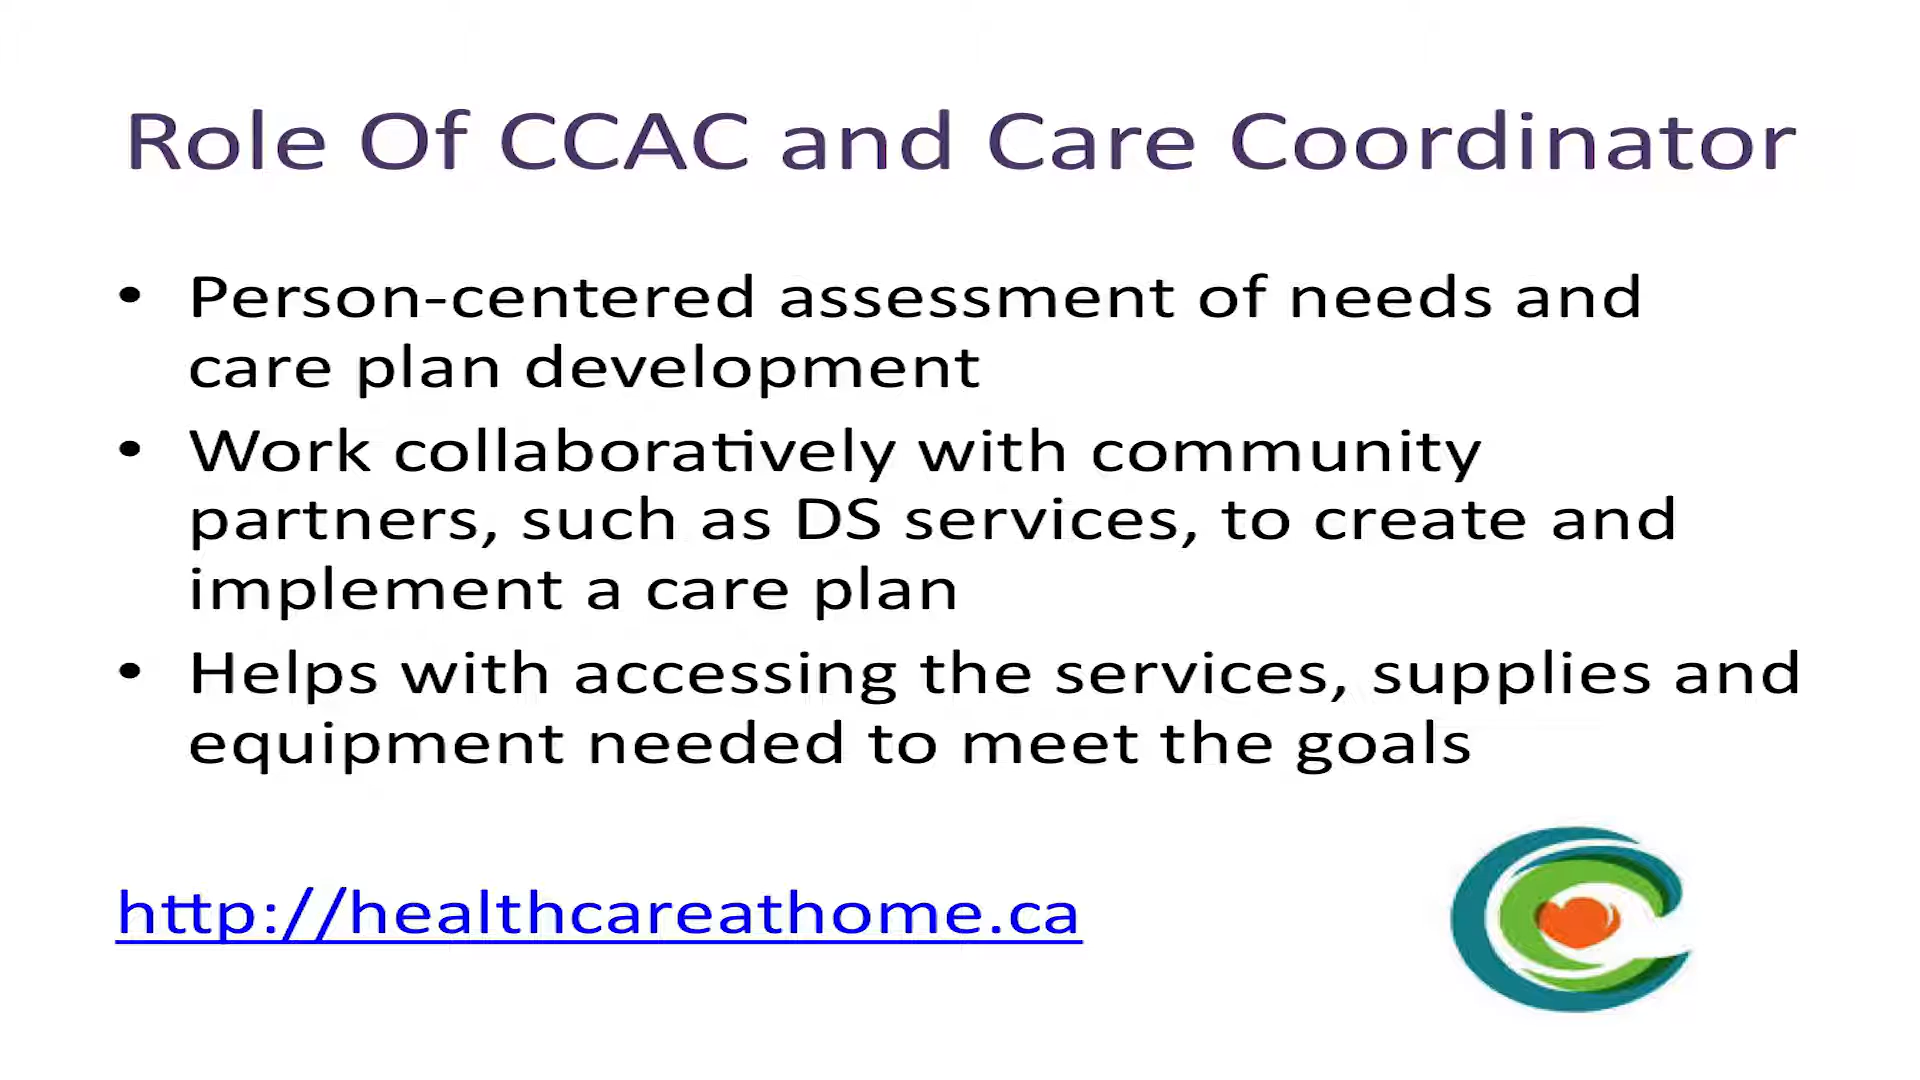 Role Of CCAC and Care Coordinator
• Person-centered assessment of needs and
care plan development
• Work collaboratively with community
partners, such as DS services, to create and
implement a care plan
• Helps with accessing the services, supplies and
equipment needed to meet the goals
http://healthcareathome.ca